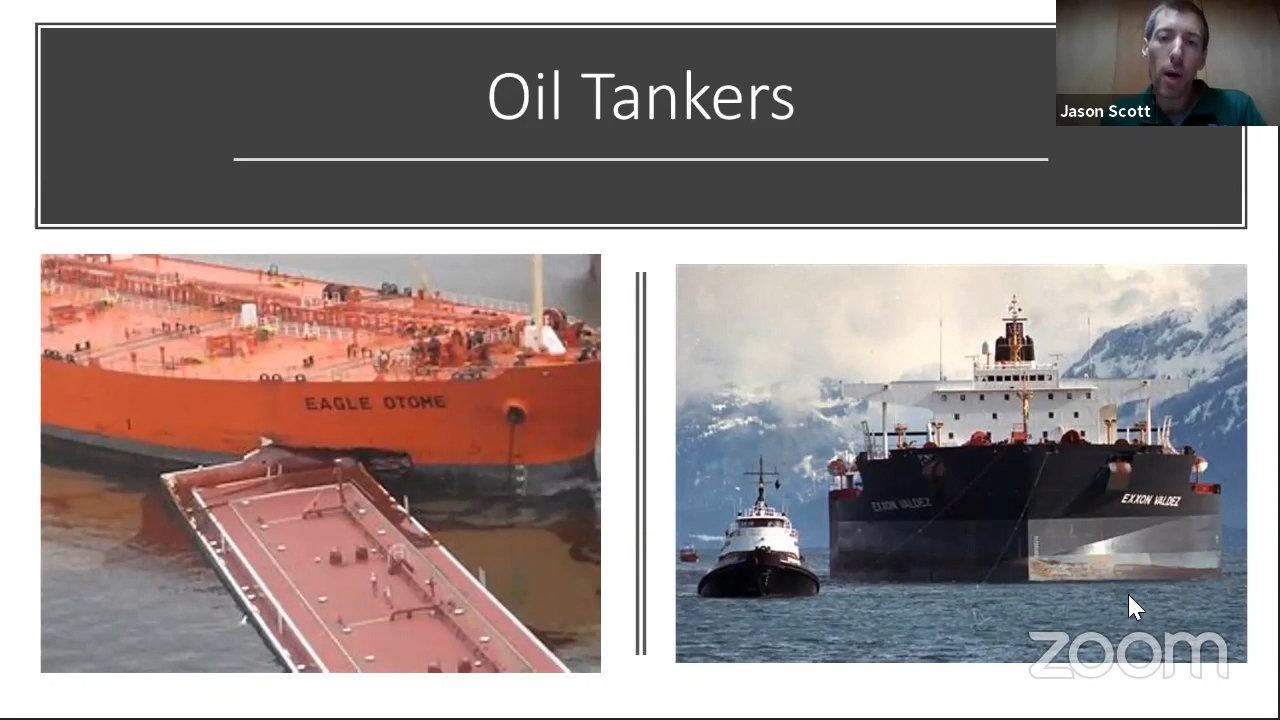 Oil Tankers
Jason Scott
EAGLE OTOME
EXXON VALDEZ
EXXON VALDEZ
zoom